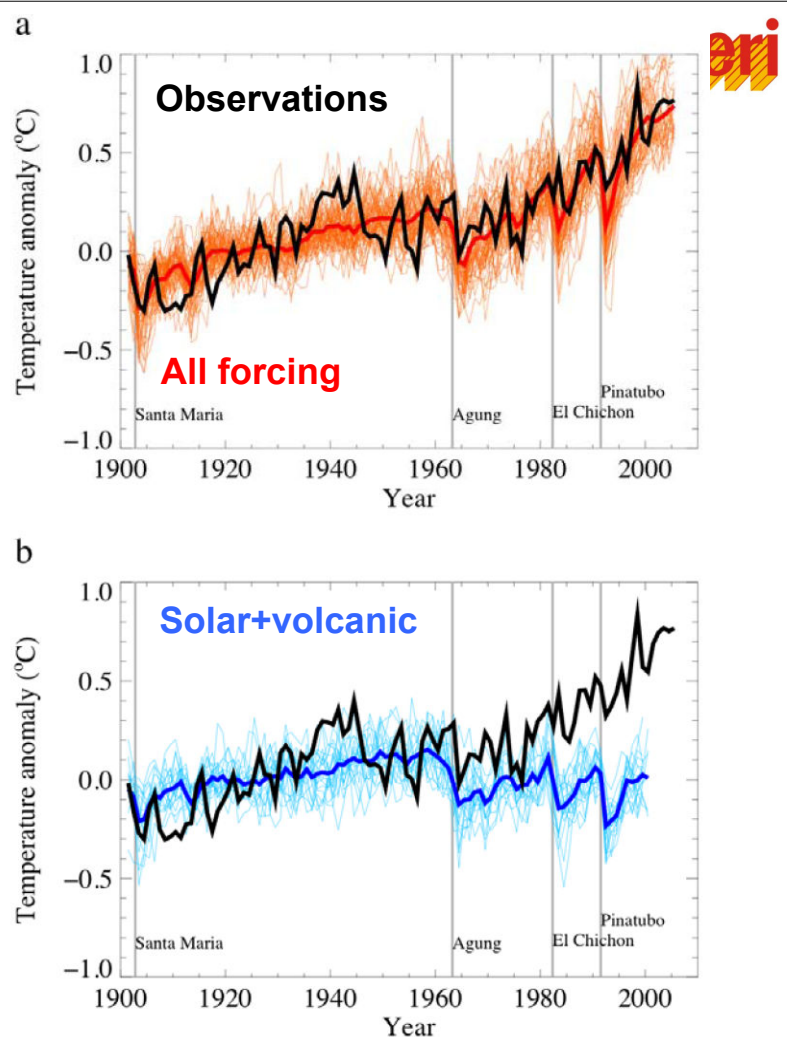 a
eri
Observations
All forcing
Temperature anomaly (°C)
1.0
0.5
0.0
−0.5
−1.0
Santa Maria
Agung
El Chichon
Pinatubo
1900 1920 1940 1960 1980 2000
Year
b
Solar+volcanic
Temperature anomaly (°C)
1.0
0.5
0.0
−0.5
−1.0
Santa Maria
Agung
El Chichon
Pinatubo
1900 1920 1940 1960 1980 2000
Year